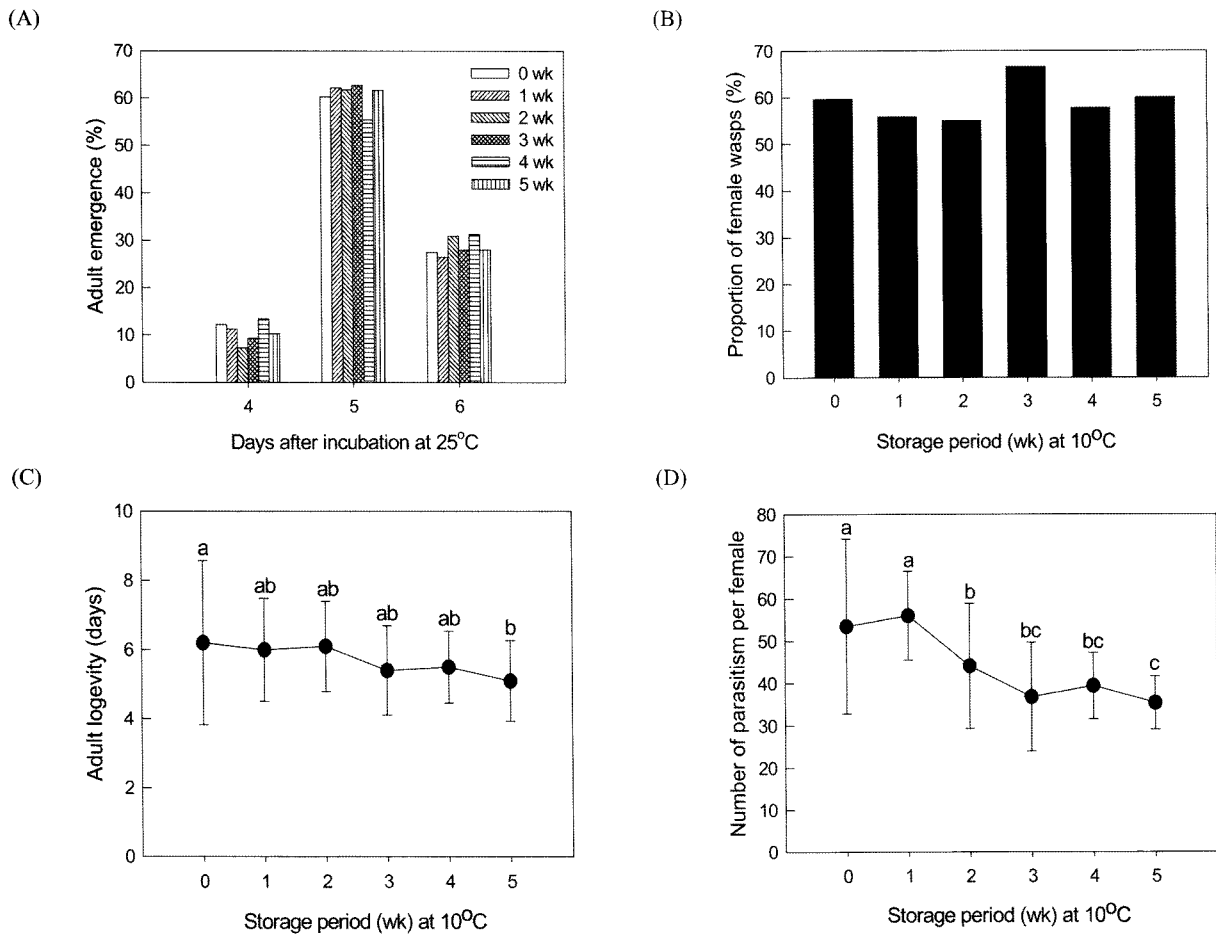 (A)
70
60
50
40
30
20
10
0
Adult emergence (%)
0 wk
1 wk
2 wk
3 wk
4 wk
5 wk
4 5 6
Days after incubation at 25°C
(B)
70
60
50
40
30
20
10
0
Proportion of female wasps (%)
0 1 2 3 4 5
Storage period (wk) at 10°C
(C)
10
8
6
4
2
0
Adult logevity (days)
a ab ab ab ab b
0 1 2 3 4 5
Storage period (wk) at 10°C
(D)
80
70
60
50
40
30
20
10
0
Number of parasitism per female
a a b bc bc c
0 1 2 3 4 5
Storage period (wk) at 10°C